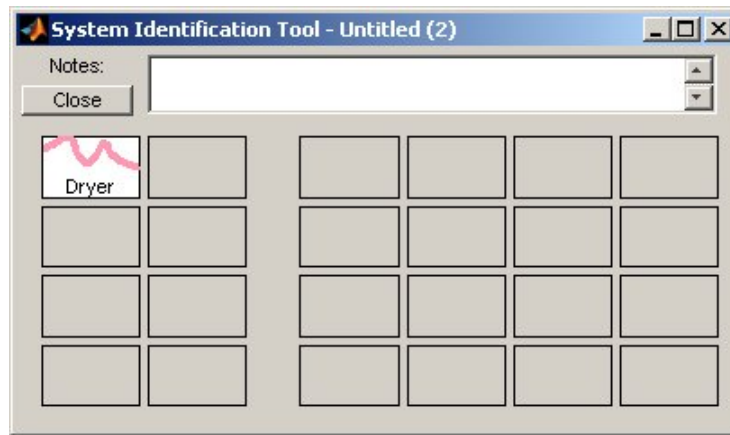 System Identification Tool - Untitled (2)
Notes:
Close
Dryer